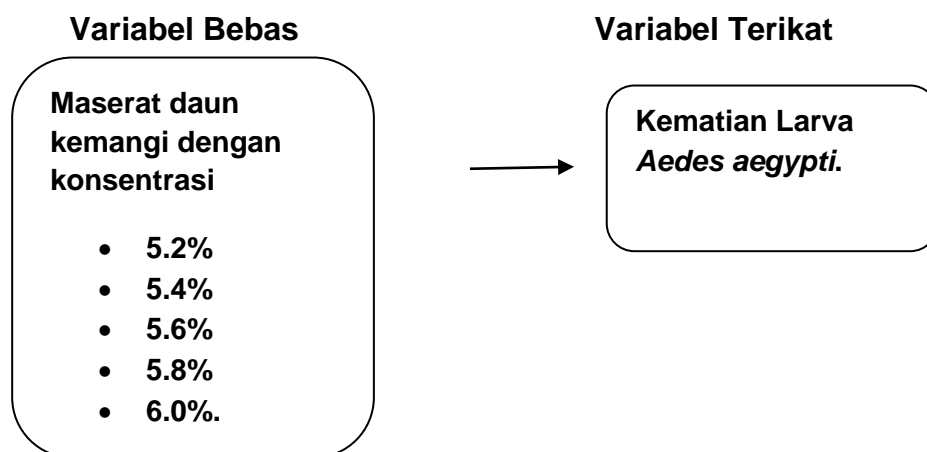 Variabel Bebas
Variabel Terikat
Maserat daun
kemangi dengan
konsentrasi
• 5.2%
• 5.4%
• 5.6%
• 5.8%
• 6.0%.
Kematian Larva
Aedes aegypti.